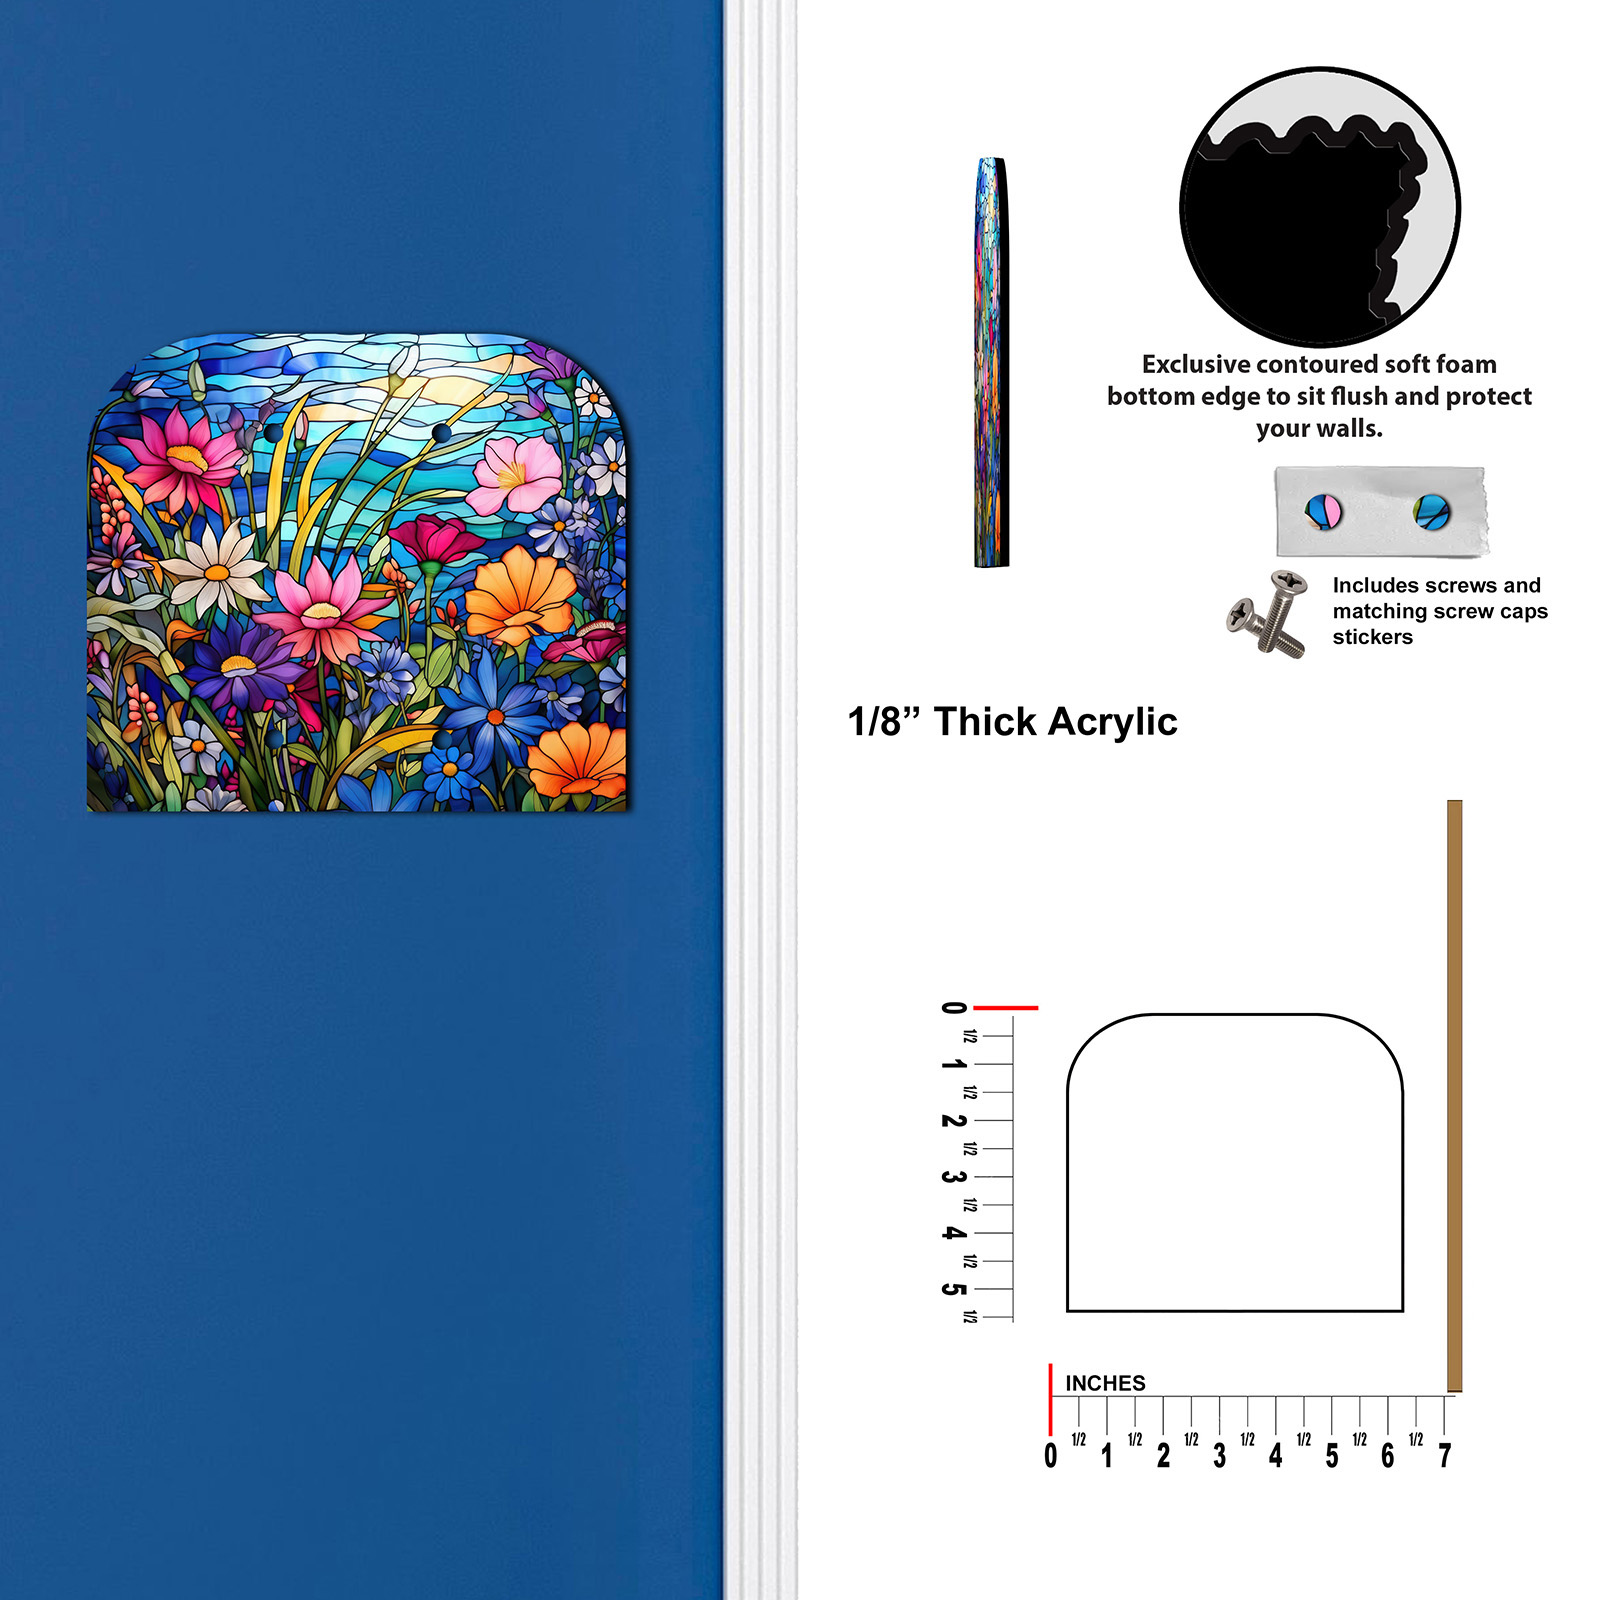 Exclusive contoured soft foam
bottom edge to sit flush and protect
your walls.
Includes screws and
matching screw caps
stickers
1/8” Thick Acrylic
0
1/2
1
1/2
2
1/2
3
1/2
4
1/2
5
1/2
INCHES
0 1/2 1 1/2 2 1/2 3 1/2 4 1/2 5 1/2 6 1/2 7